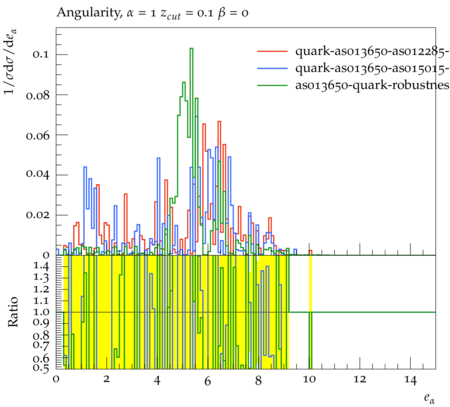 Angularity, α = 1 z_cut = 0.1 β = 0
1/σdσ/de_α
0.1
0.08
0.06
0.04
0.02
0
quark-as013650-as012285-
quark-as013650-as015015-
as013650-quark-robustnes
Ratio
1.4
1.3
1.2
1.1
1.0
0.9
0.8
0.7
0.6
0.5
0 2 4 6 8 10 12 14
e_α